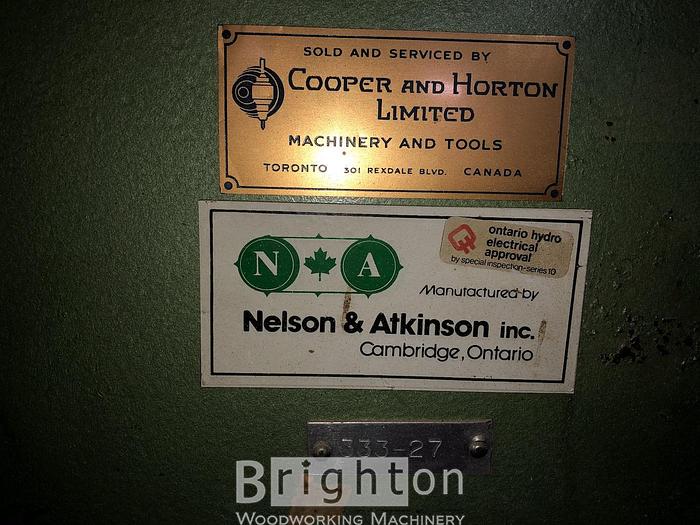 SOLD AND SERVICED BY
COOPER AND HORTON
LIMITED
MACHINERY AND TOOLS
TORONTO 301 REXDALE BLVD. CANADA
N A
ontario hydro
electrical
approval
by special inspection-series 10
Manufactured by
Nelson & Atkinson inc.
Cambridge, Ontario
333-27
Brighton
WOODWORKING MACHINERY